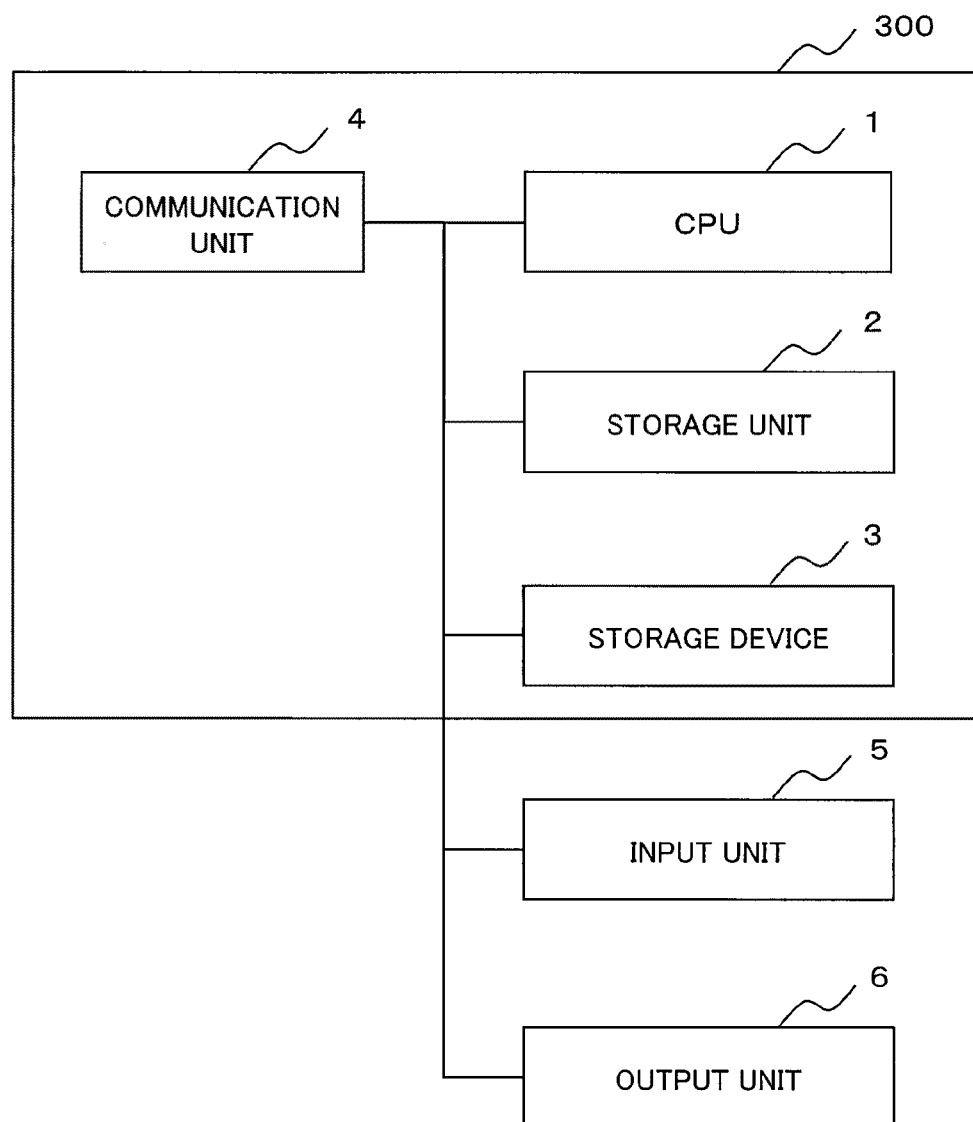 300
4
1
COMMUNICATION
UNIT
CPU
2
STORAGE UNIT
3
STORAGE DEVICE
5
INPUT UNIT
6
OUTPUT UNIT